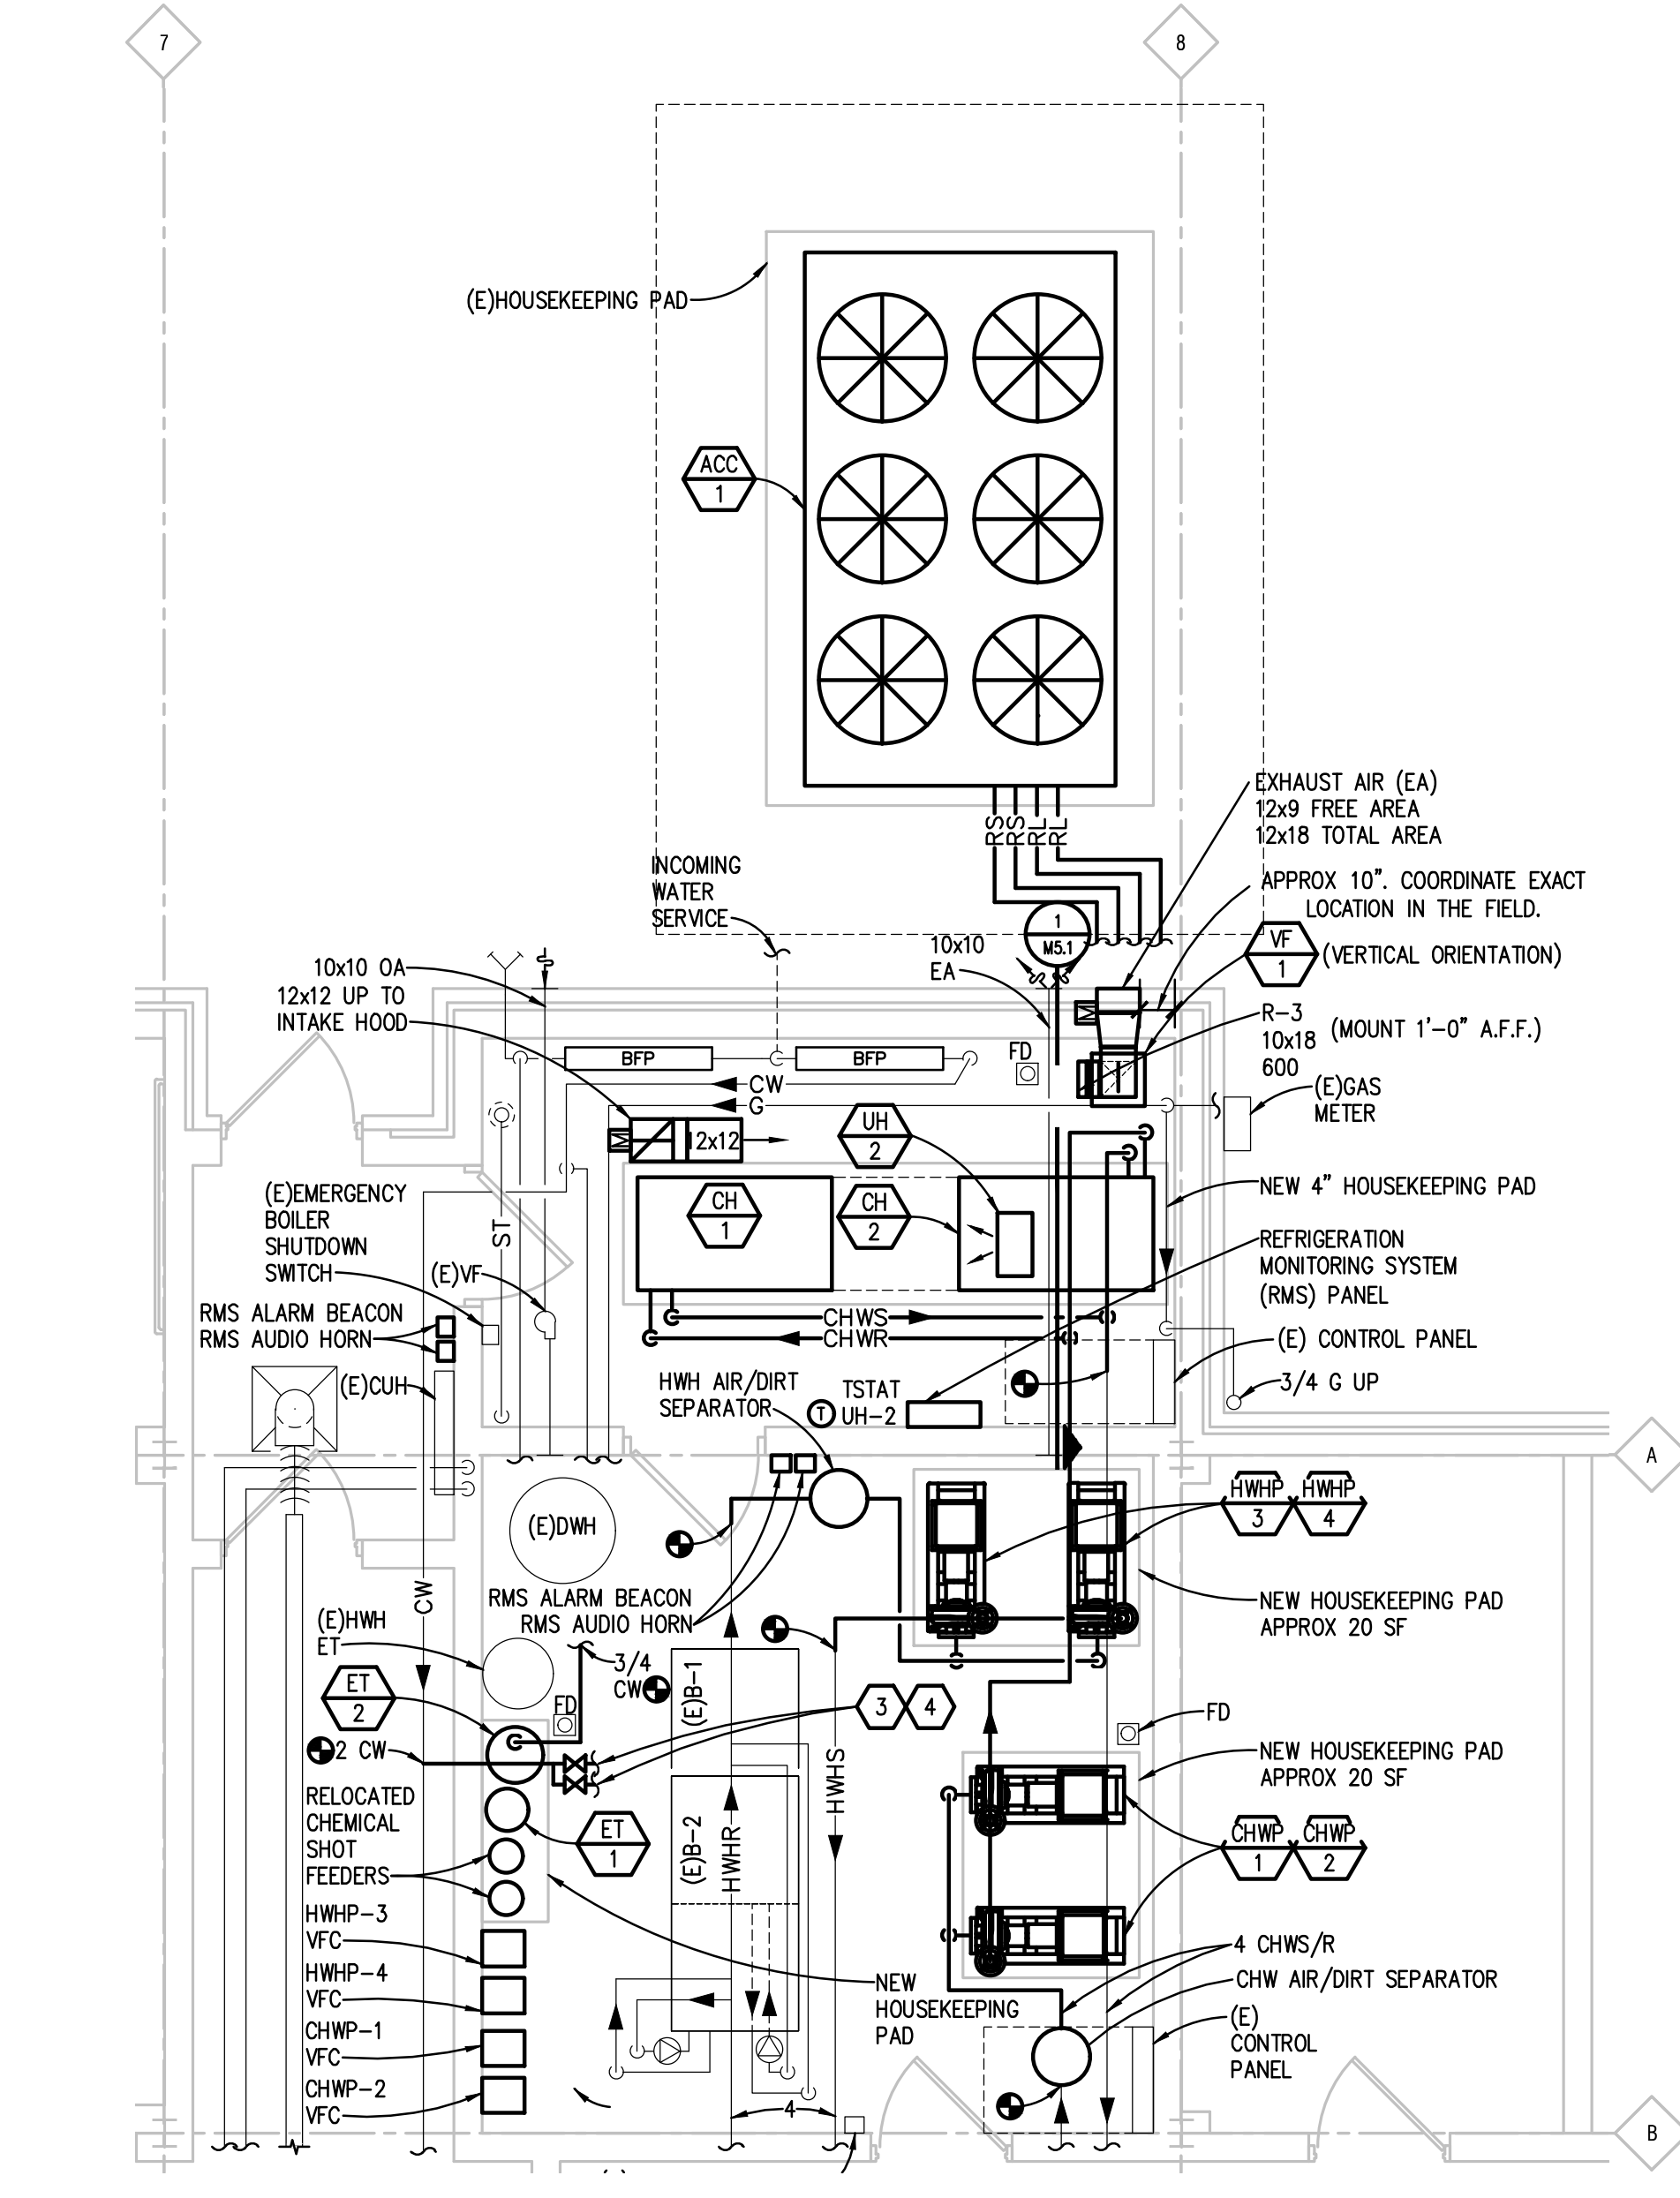 7
8
(E)HOUSEKEEPING PAD
ACC
1
RS
RS
RL
RL
EXHAUST AIR (EA)
12x9 FREE AREA
12x18 TOTAL AREA
INCOMING
WATER
SERVICE
APPROX 10". COORDINATE EXACT
LOCATION IN THE FIELD.
1
M5.1
10x10
EA
VF
1
(VERTICAL ORIENTATION)
10x10 OA
12x12 UP TO
INTAKE HOOD
R-3
10x18
600
(MOUNT 1'-0" A.F.F.)
BFP
BFP
FD
M
CW
G
(E)GAS
METER
M
12x12
UH
2
CH
1
CH
2
NEW 4" HOUSEKEEPING PAD
(E)EMERGENCY
BOILER
SHUTDOWN
SWITCH
ST
(E)VF
REFRIGERATION
MONITORING SYSTEM
(RMS) PANEL
RMS ALARM BEACON
RMS AUDIO HORN
CHWS
CHWR
(E) CONTROL PANEL
(E)CUH
HWH AIR/DIRT
SEPARATOR
T
TSTAT
UH-2
3/4 G UP
A
HWHP
3
HWHP
4
(E)DWH
CW
RMS ALARM BEACON
RMS AUDIO HORN
NEW HOUSEKEEPING PAD
APPROX 20 SF
(E)HWH
ET
3/4
CW
(E)B-1
ET
2
FD
3
4
FD
2 CW
NEW HOUSEKEEPING PAD
APPROX 20 SF
HWHS
RELOCATED
CHEMICAL
SHOT
FEEDERS
ET
1
(E)B-2
HWHR
CHWP
1
CHWP
2
HWHP-3
VFC
HWHP-4
VFC
4 CHWS/R
CHW AIR/DIRT SEPARATOR
NEW
HOUSEKEEPING
PAD
(E)
CONTROL
PANEL
CHWP-1
VFC
CHWP-2
VFC
4
B